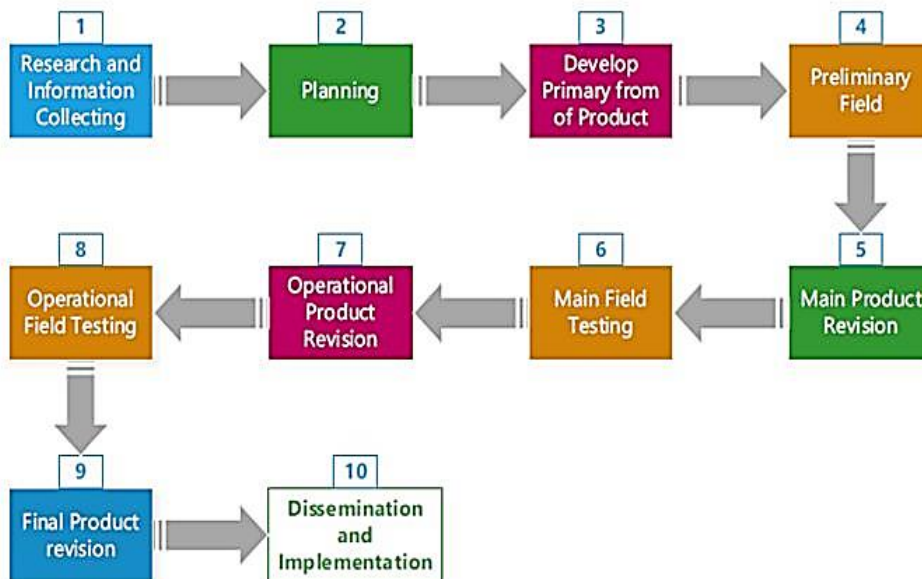 1
Research and
Information
Collecting
2
Planning
3
Develop
Primary from
of Product
4
Preliminary
Field
5
Main Product
Revision
6
Main Field
Testing
7
Operational
Product
Revision
8
Operational
Field Testing
9
Final Product
revision
10
Dissemination
and
Implementation